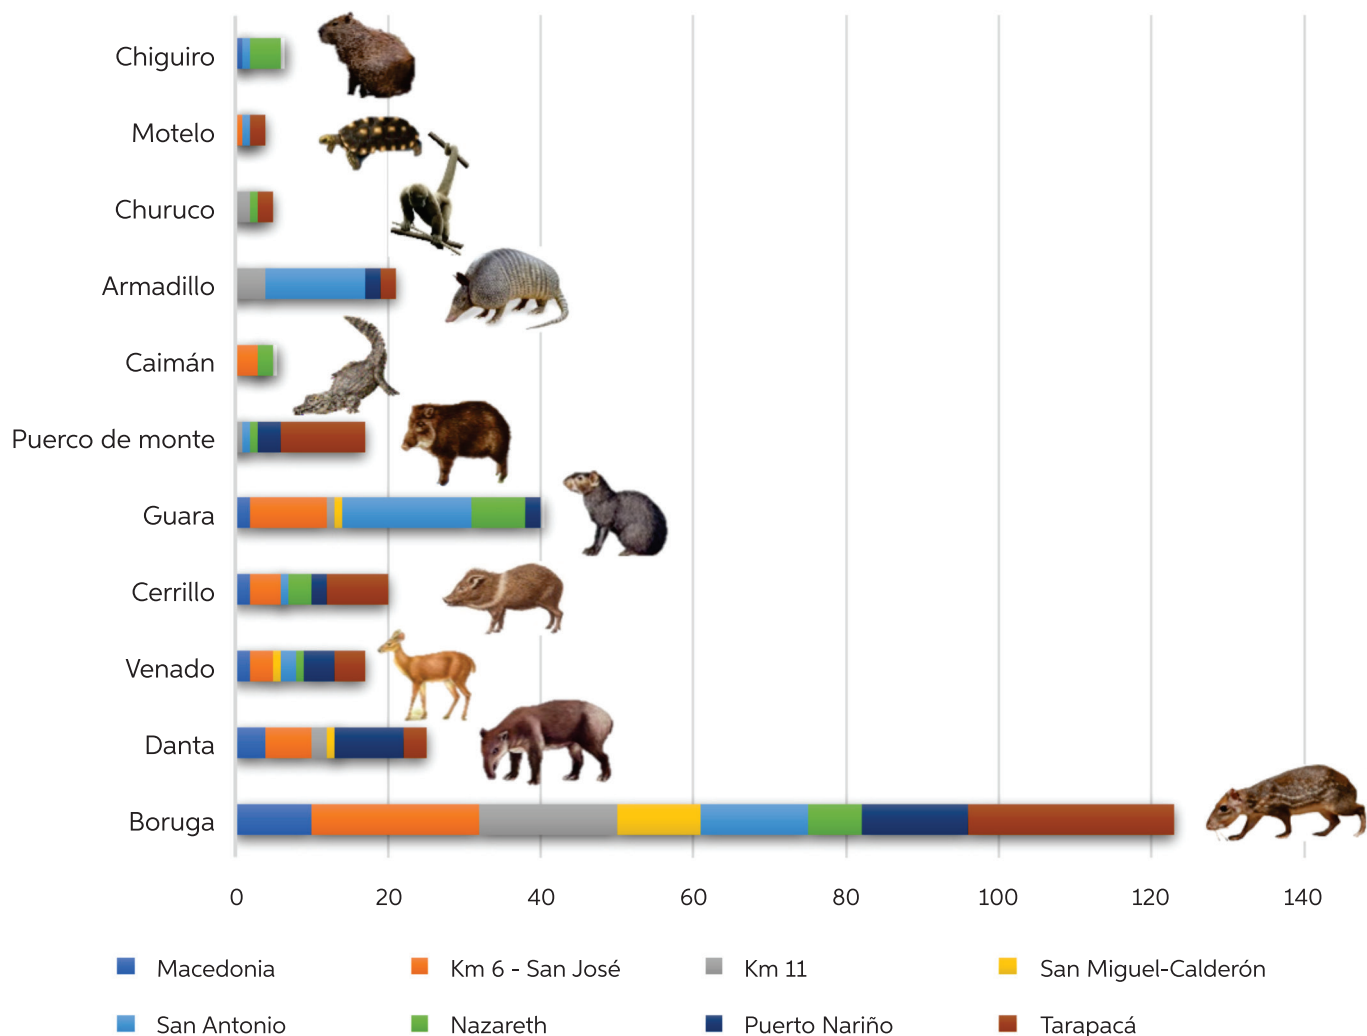 Chiguiro
Motelo
Churuco
Armadillo
Caimán
Puerco de monte
Guara
Cerrillo
Venado
Danta
Boruga
0 20 40 60 80 100 120 140
Macedonia Km 6 - San José Km 11 San Miguel-Calderón
San Antonio Nazareth Puerto Nariño Tarapacá